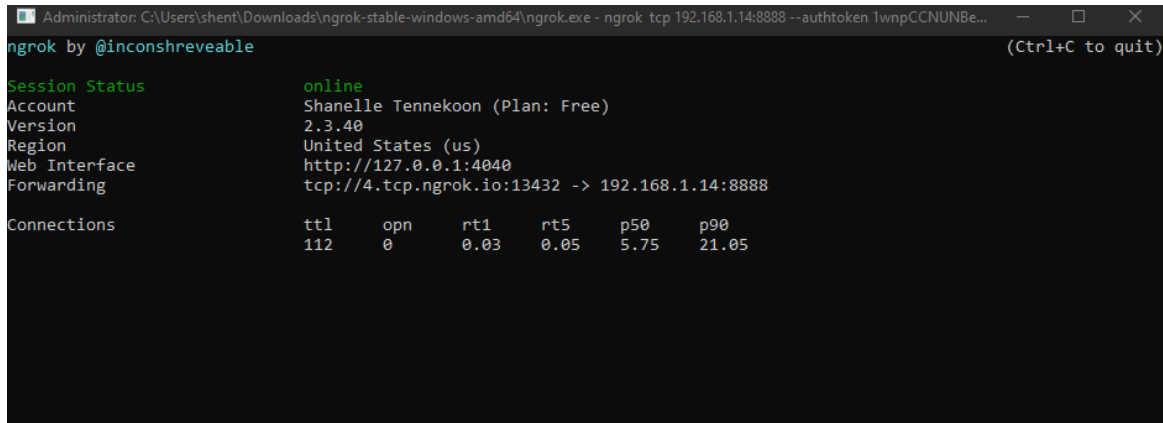 Administrator: C:\Users\shent\Downloads\ngrok-stable-windows-amd64\ngrok.exe - ngrok tcp 192.168.1.14:8888 --authtoken 1wnpCCNUNBe...
ngrok by @inconshreveable (Ctrl+C to quit)
Session Status online
Account Shanelle Tennekoon (Plan: Free)
Version 2.3.40
Region United States (us)
Web Interface http://127.0.0.1:4040
Forwarding tcp://4.tcp.ngrok.io:13432 -> 192.168.1.14:8888
Connections ttl opn rt1 rt5 p50 p90
112 0 0.03 0.05 5.75 21.05